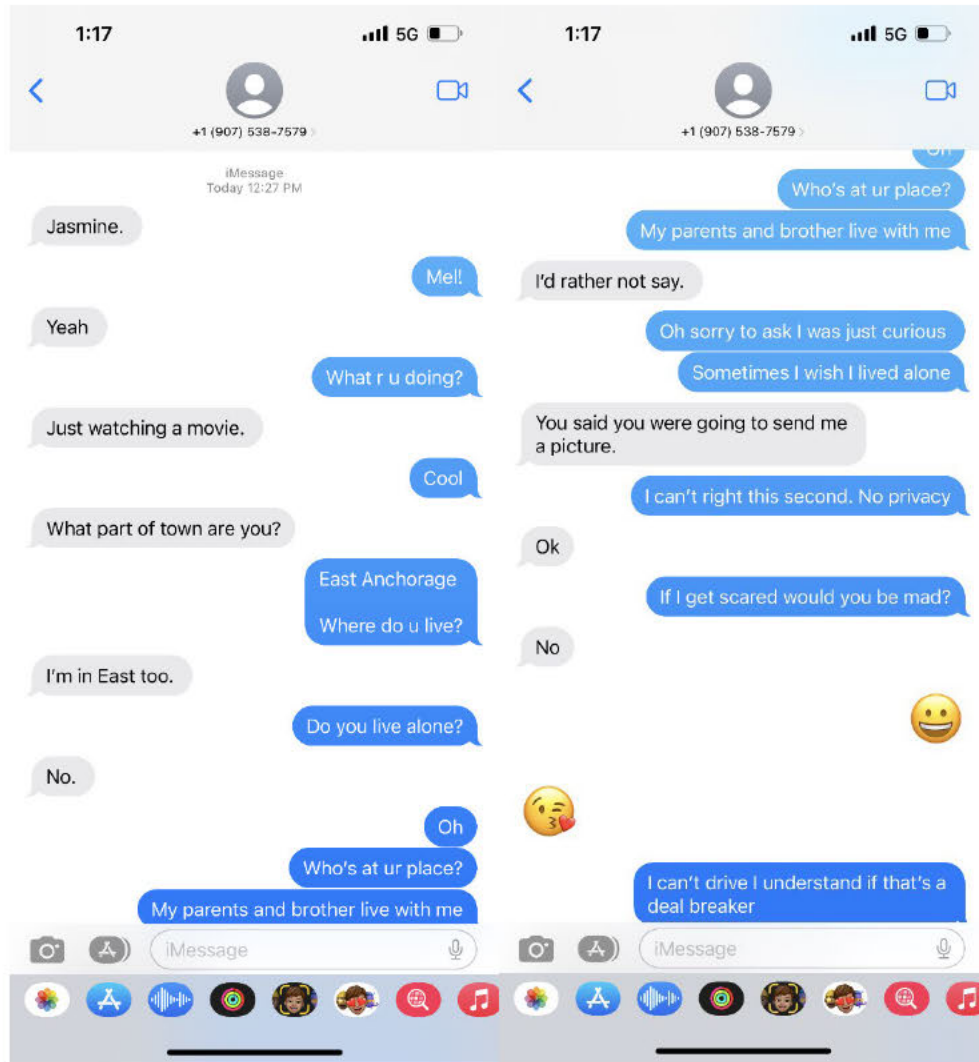 1:17
5G
+1 (907) 538-7579
iMessage
Today 12:27 PM
Jasmine.
Mel!
Yeah
What r u doing?
Just watching a movie.
Cool
What part of town are you?
East Anchorage
Where do u live?
I'm in East too.
Do you live alone?
No.
Oh
Who's at ur place?
My parents and brother live with me
iMessage
1:17
5G
+1 (907) 538-7579
Oh
Who's at ur place?
My parents and brother live with me
I'd rather not say.
Oh sorry to ask I was just curious
Sometimes I wish I lived alone
You said you were going to send me
a picture.
I can't right this second. No privacy
Ok
If I get scared would you be mad?
No
I can't drive I understand if that's a
deal breaker
iMessage